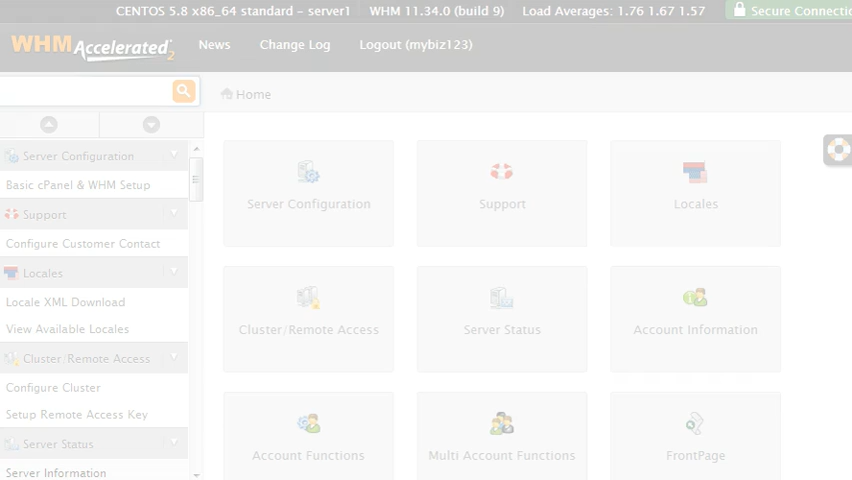 CENTOS 5.8 x86_64 standard – server1 WHM 11.34.0 (build 9) Load Averages: 1.76 1.67 1.57 Secure
WHM Accelerated 2 News Change Log Logout (mybiz123)
Home
Server Configuration
Basic cPanel & WHM Setup
Support
Configure Customer Contact
Locales
Locale XML Download
View Available Locales
Cluster/Remote Access
Configure Cluster
Setup Remote Access Key
Server Status
Server Information
Server Configuration Support Locales
Cluster/Remote Access Server Status Account Information
Account Functions Multi Account Functions FrontPage